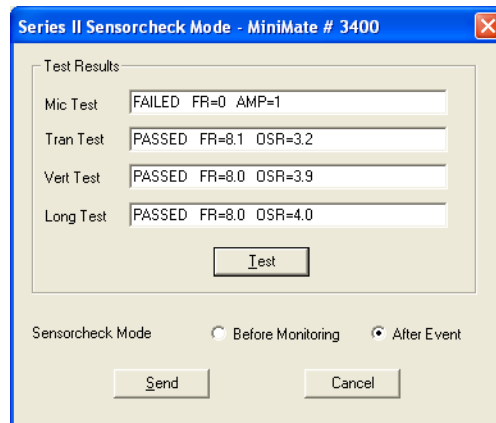 Series II Sensorcheck Mode - MiniMate # 3400
Test Results
Mic Test FAILED FR=0 AMP=1
Tran Test PASSED FR=8.1 OSR=3.2
Vert Test PASSED FR=8.0 OSR=3.9
Long Test PASSED FR=8.0 OSR=4.0
Test
Sensorcheck Mode Before Monitoring After Event
Send Cancel